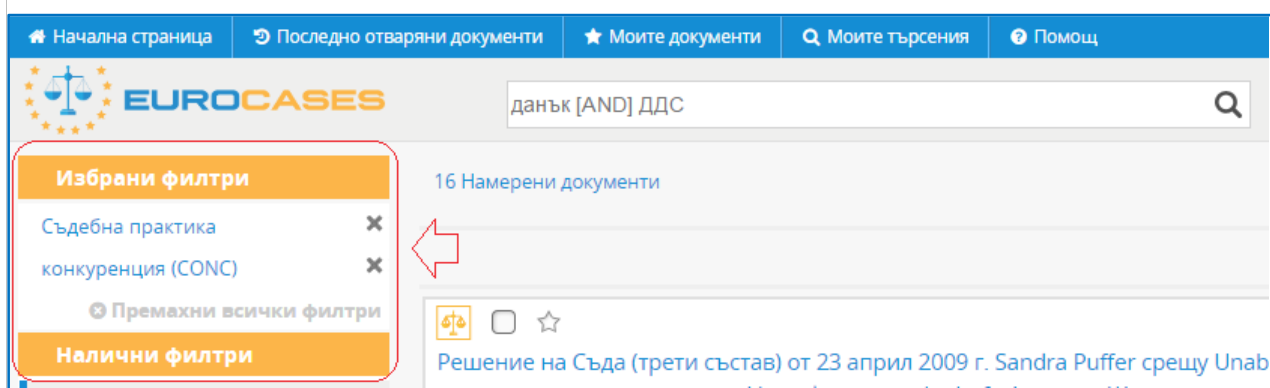 Начална страница Последно отваряни документи Моите документи Моите търсения Помощ
EUROCASES
данък [AND] ДДС
Избрани филтри
16 Намерени документи
Съдебна практика
конкуренция (CONC)
Премахни всички филтри
Налични филтри
Решение на Съда (трети състав) от 23 април 2009 г. Sandra Puffer срещу Unab